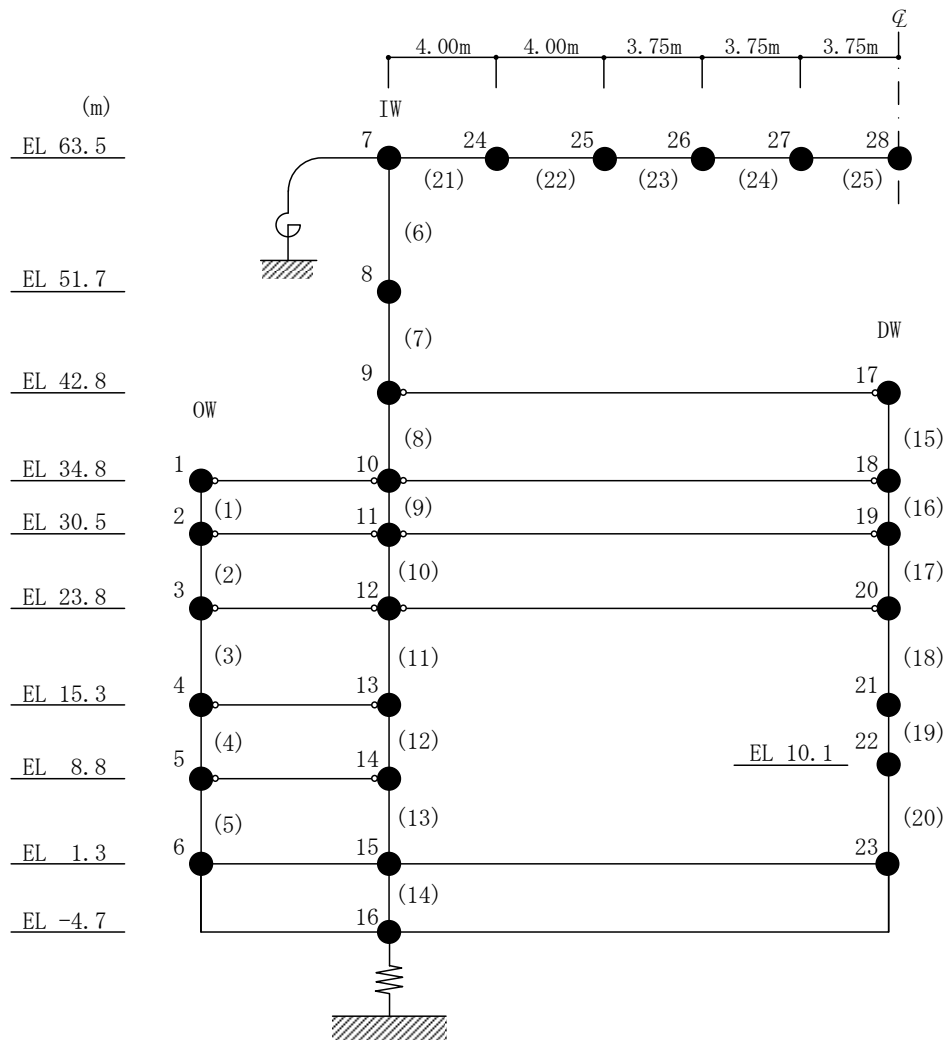 ℄
4.00m 4.00m 3.75m 3.75m 3.75m
(m)
IW
EL 63.5 7 24 25 26 27 28
(21) (22) (23) (24) (25)
(6)
EL 51.7 8
(7)
DW
EL 42.8 9 17
OW
(8) (15)
EL 34.8 1 10 18
(1) (9) (16)
EL 30.5 2 11 19
(2) (10) (17)
EL 23.8 3 12 20
(3) (11) (18)
EL 15.3 4 13 21
(4) (12) (19)
EL 10.1 22
EL 8.8 5 14
(5) (13) (20)
EL 1.3 6 15 23
(14)
EL -4.7 16